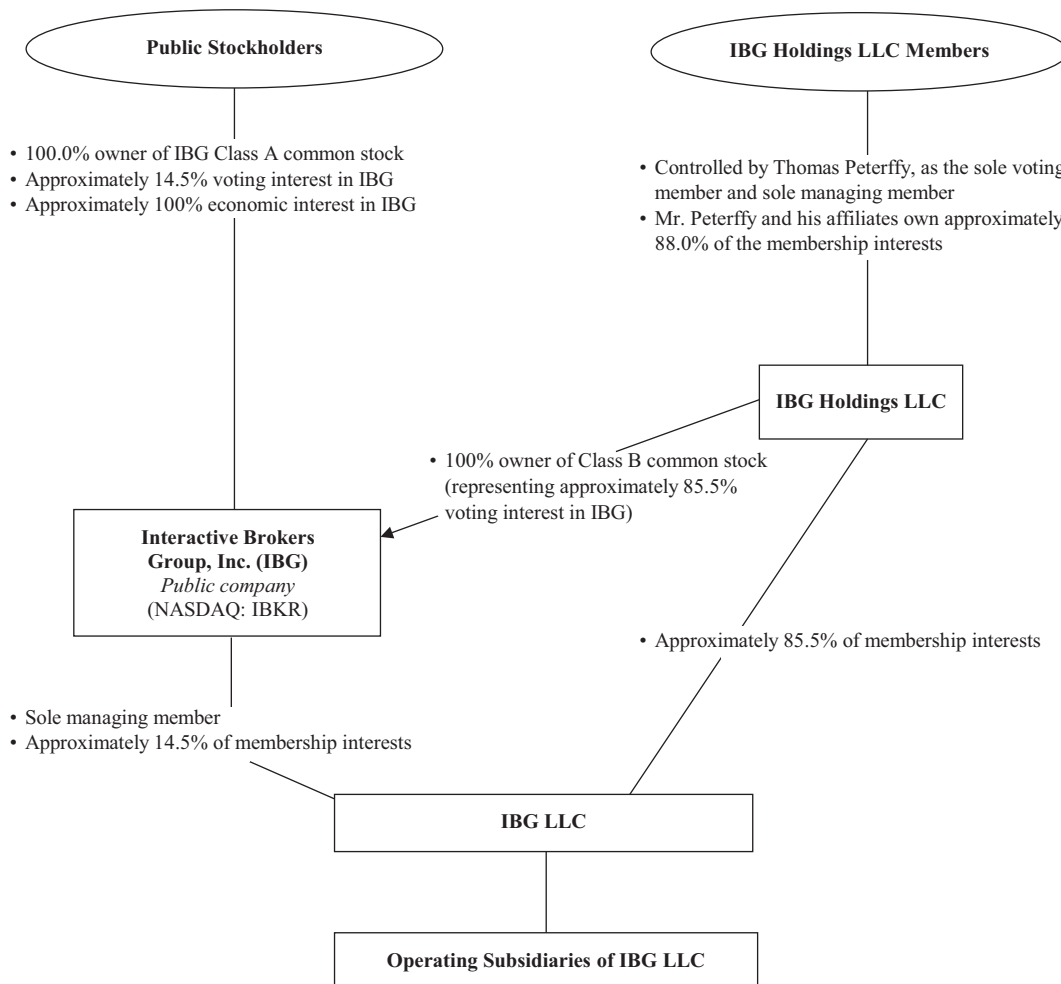 Public Stockholders
IBG Holdings LLC Members
• 100.0% owner of IBG Class A common stock
• Approximately 14.5% voting interest in IBG
• Approximately 100% economic interest in IBG
• Controlled by Thomas Peterffy, as the sole voting
member and sole managing member
• Mr. Peterffy and his affiliates own approximately
88.0% of the membership interests
IBG Holdings LLC
• 100% owner of Class B common stock
(representing approximately 85.5%
voting interest in IBG)
Interactive Brokers
Group, Inc. (IBG)
Public company
(NASDAQ: IBKR)
• Approximately 85.5% of membership interests
• Sole managing member
• Approximately 14.5% of membership interests
IBG LLC
Operating Subsidiaries of IBG LLC